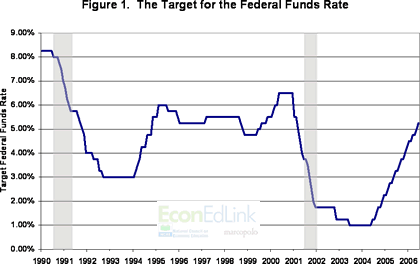 Figure 1. The Target for the Federal Funds Rate
9.00%
8.00%
7.00%
6.00%
5.00%
4.00%
3.00%
2.00%
1.00%
0.00%
Target Federal Funds Rate
EconEdLink
1990 1991 1992 1993 1994 1995 1996 1997 1998 1999 2000 2001 2002 2003 2004 2005 2006